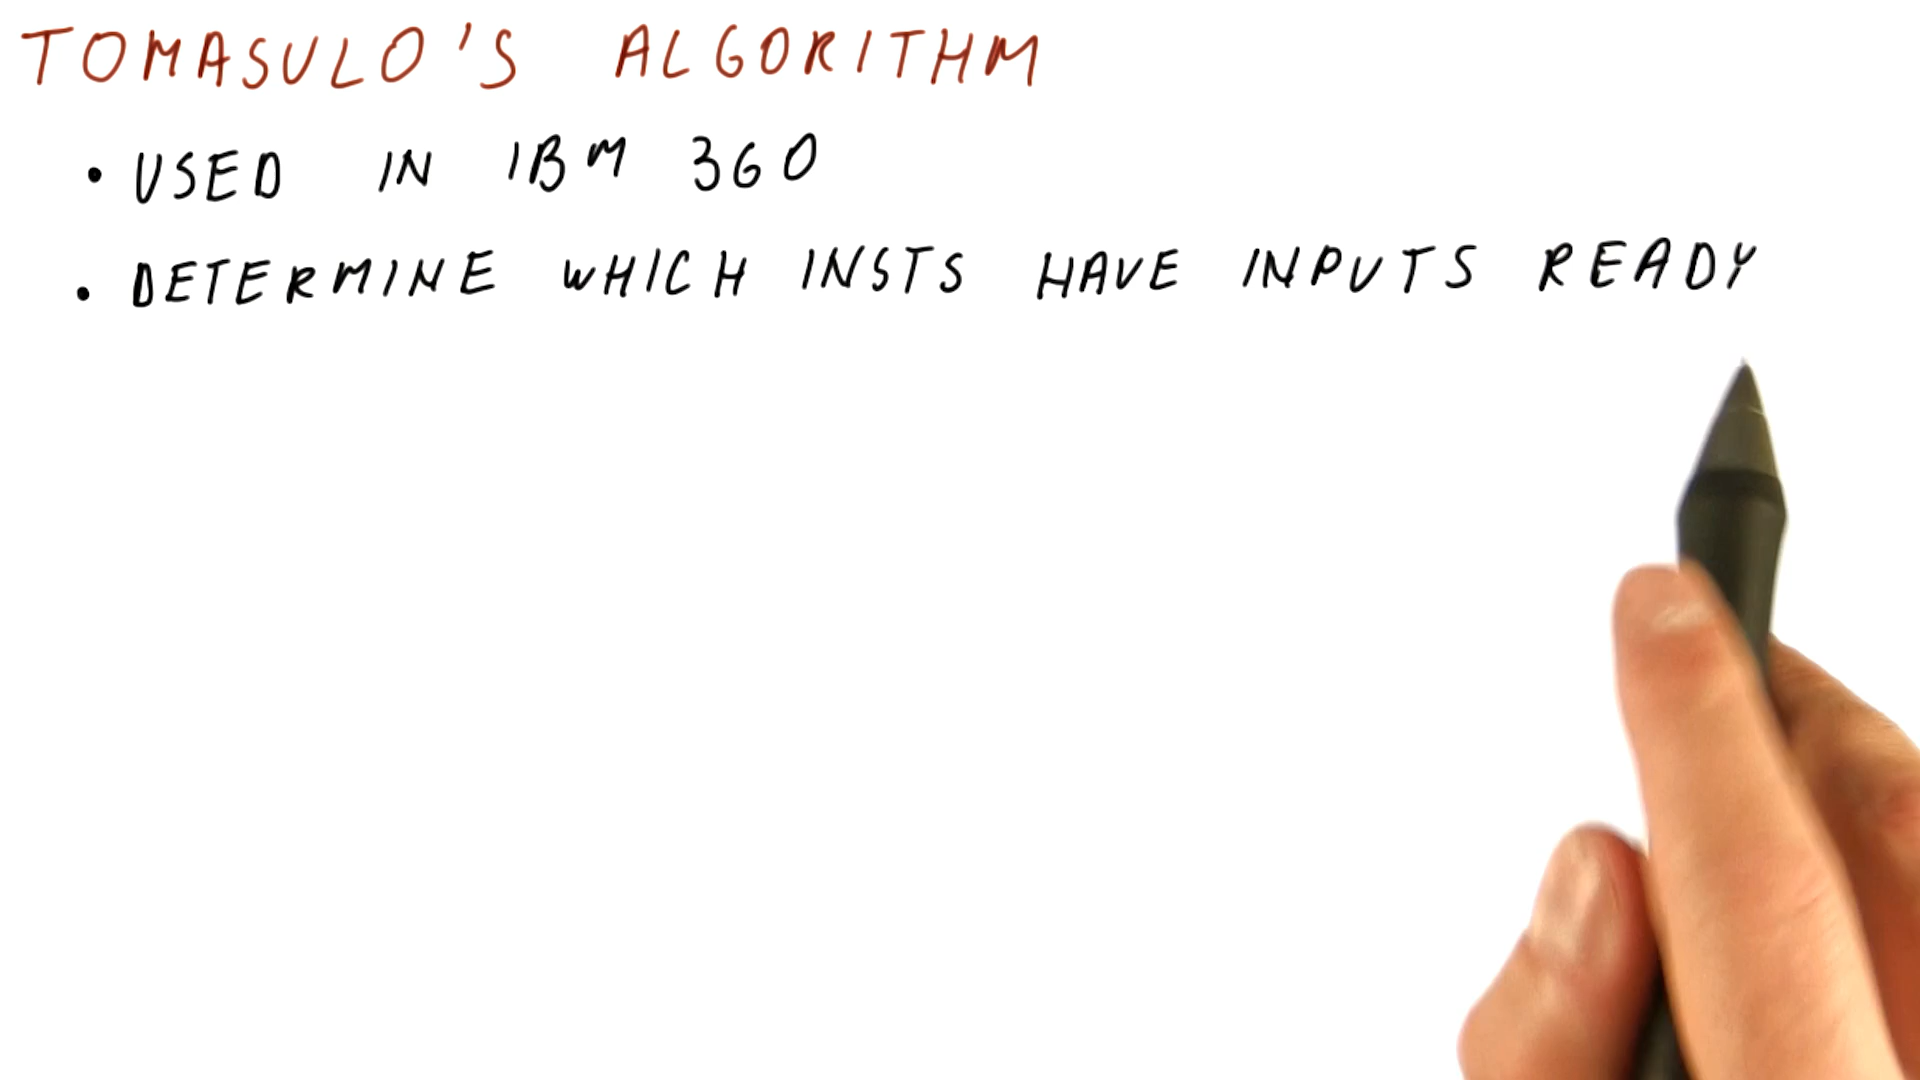 TOMASULO'S ALGORITHM
• USED IN IBM 360
• DETERMINE WHICH INSTS HAVE INPUTS READY